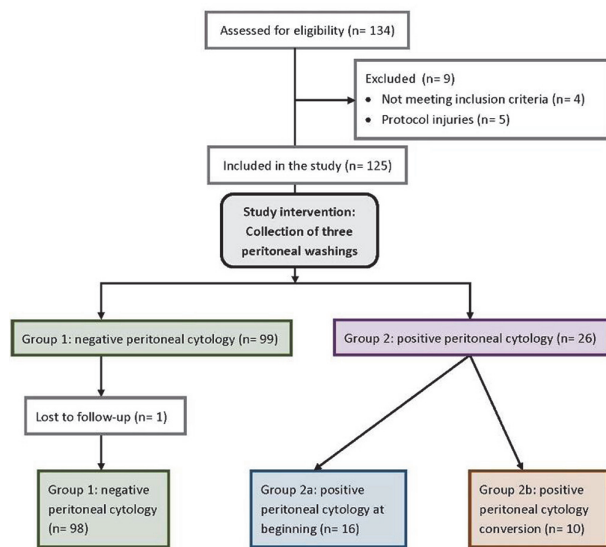 Assessed for eligibility (n= 134)
Excluded (n= 9)
• Not meeting inclusion criteria (n= 4)
• Protocol injuries (n= 5)
Included in the study (n= 125)
Study intervention:
Collection of three
peritoneal washings
Group 1: negative peritoneal cytology (n= 99)
Group 2: positive peritoneal cytology (n= 26)
Lost to follow-up (n= 1)
Group 1: negative
peritoneal cytology
(n= 98)
Group 2a: positive
peritoneal cytology at
beginning (n= 16)
Group 2b: positive
peritoneal cytology
conversion (n= 10)